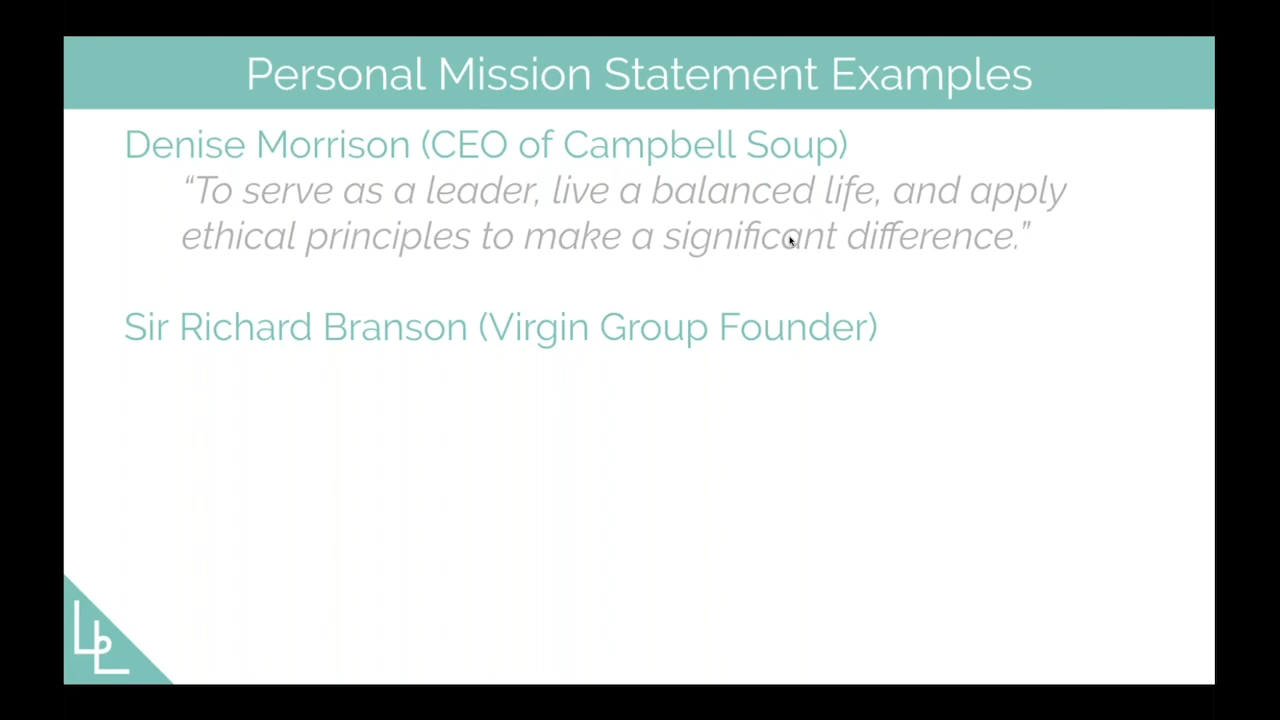 Personal Mission Statement Examples
Denise Morrison (CEO of Campbell Soup)
“To serve as a leader, live a balanced life, and apply
ethical principles to make a significant difference.”
Sir Richard Branson (Virgin Group Founder)